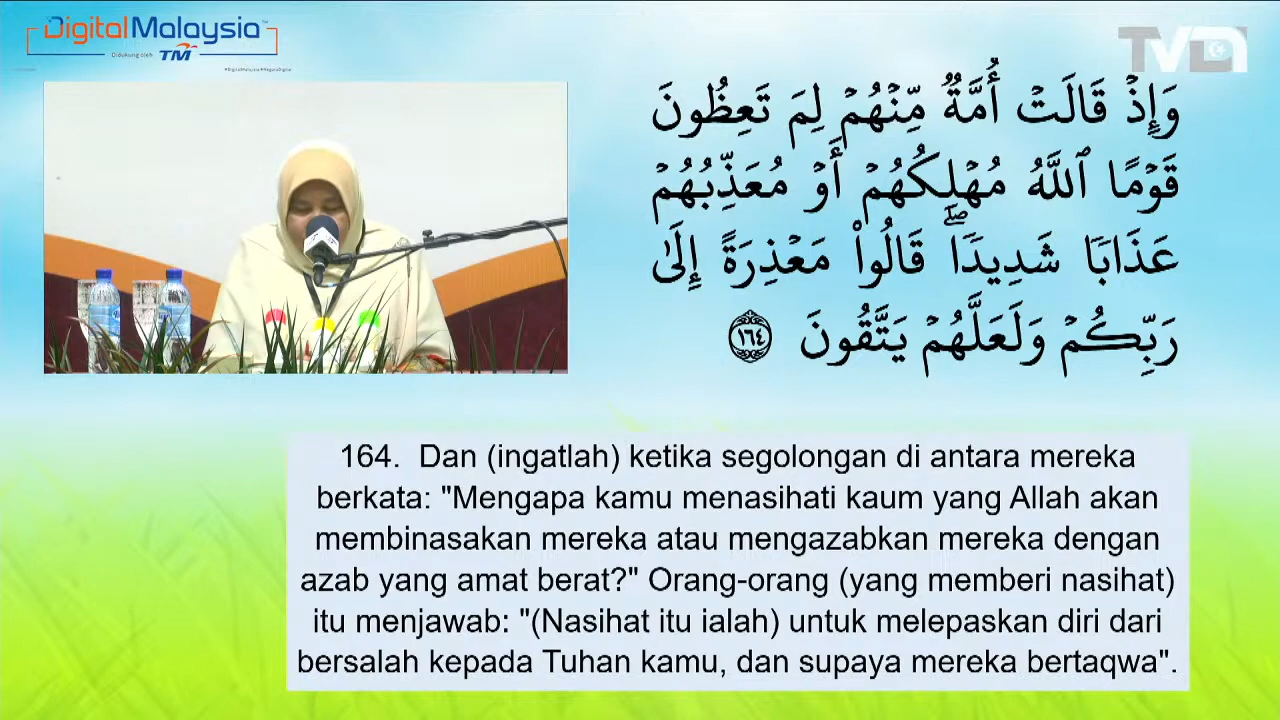 DigitalMalaysia
Didukung oleh TM
#DigitalMalaysia #NegaraDigital
TVD
وَإِذْ قَالَتْ أُمَّةٌ مِّنْهُمْ لِمَ تَعِظُونَ
قَوْمًا ٱللَّهُ مُهْلِكُهُمْ أَوْ مُعَذِّبُهُمْ
عَذَابًا شَدِيدًا ۖ قَالُوا۟ مَعْذِرَةً إِلَىٰ
رَبِّكُمْ وَلَعَلَّهُمْ يَتَّقُونَ ١٦٤
164. Dan (ingatlah) ketika segolongan di antara mereka
berkata: "Mengapa kamu menasihati kaum yang Allah akan
membinasakan mereka atau mengazabkan mereka dengan
azab yang amat berat?" Orang-orang (yang memberi nasihat)
itu menjawab: "(Nasihat itu ialah) untuk melepaskan diri dari
bersalah kepada Tuhan kamu, dan supaya mereka bertaqwa".